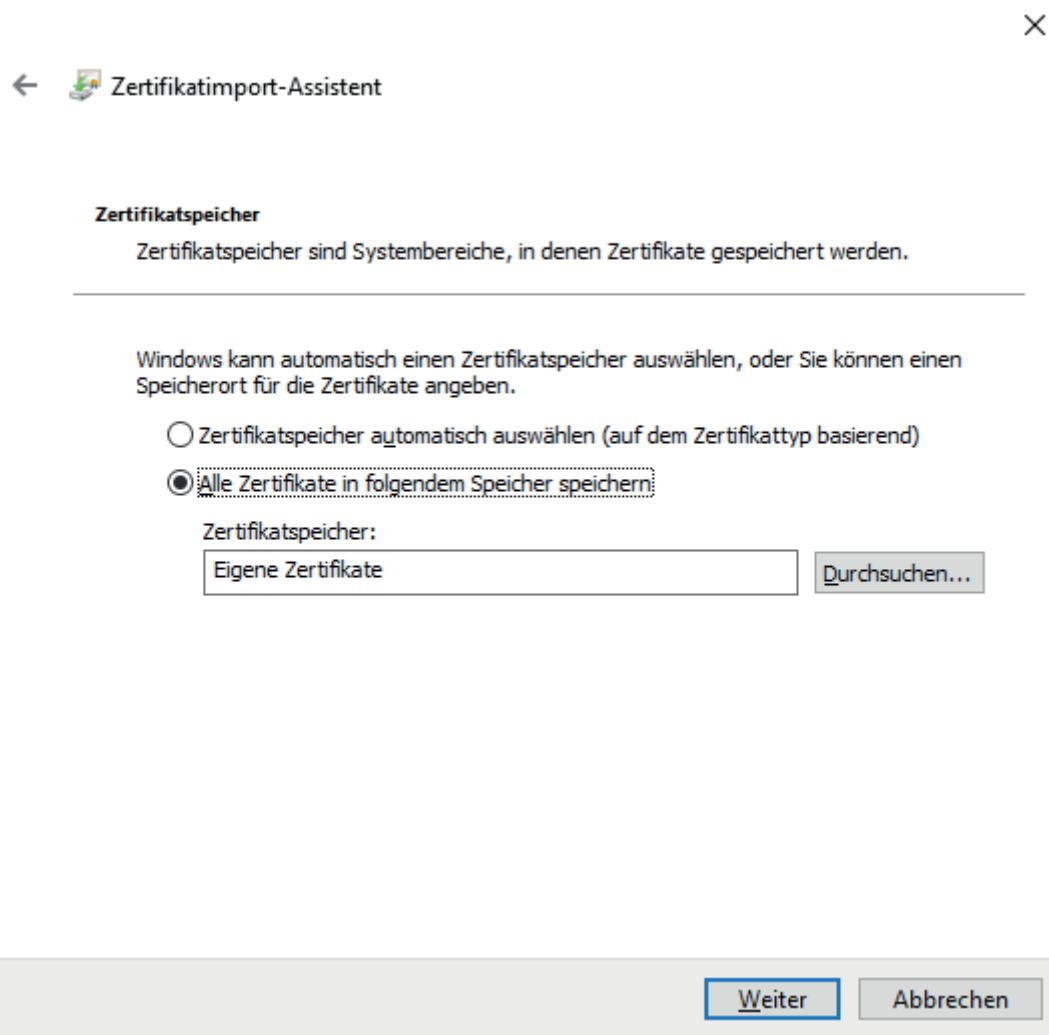 Zertifikatimport-Assistent
Zertifikatspeicher
Zertifikatspeicher sind Systembereiche, in denen Zertifikate gespeichert werden.
Windows kann automatisch einen Zertifikatspeicher auswählen, oder Sie können einen
Speicherort für die Zertifikate angeben.
Zertifikatspeicher automatisch auswählen (auf dem Zertifikattyp basierend)
Alle Zertifikate in folgendem Speicher speichern
Zertifikatspeicher:
Eigene Zertifikate
Durchsuchen...
Weiter
Abbrechen